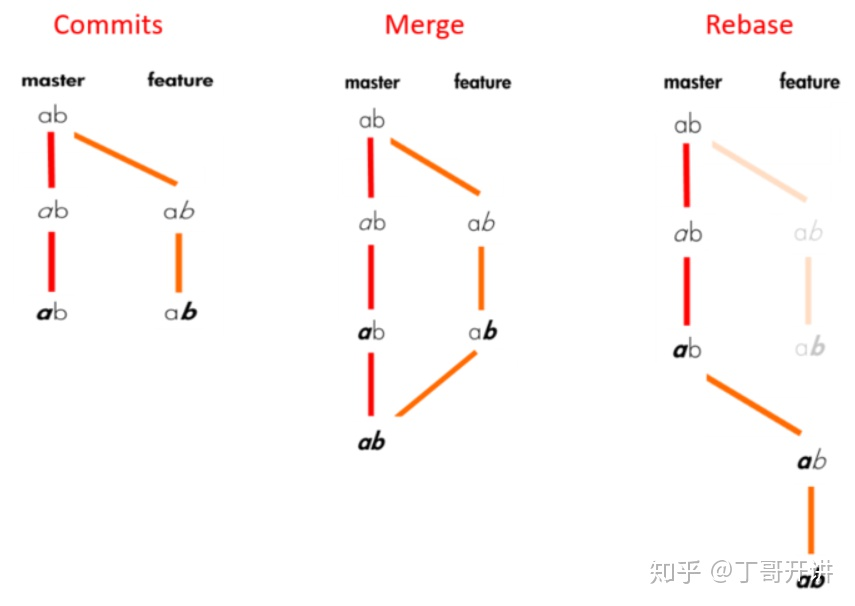 Commits Merge Rebase
master feature master feature master feature
ab ab ab
ab ab ab ab ab ab
ab ab ab ab ab ab
ab ab
ab
知乎 @丁哥开讲